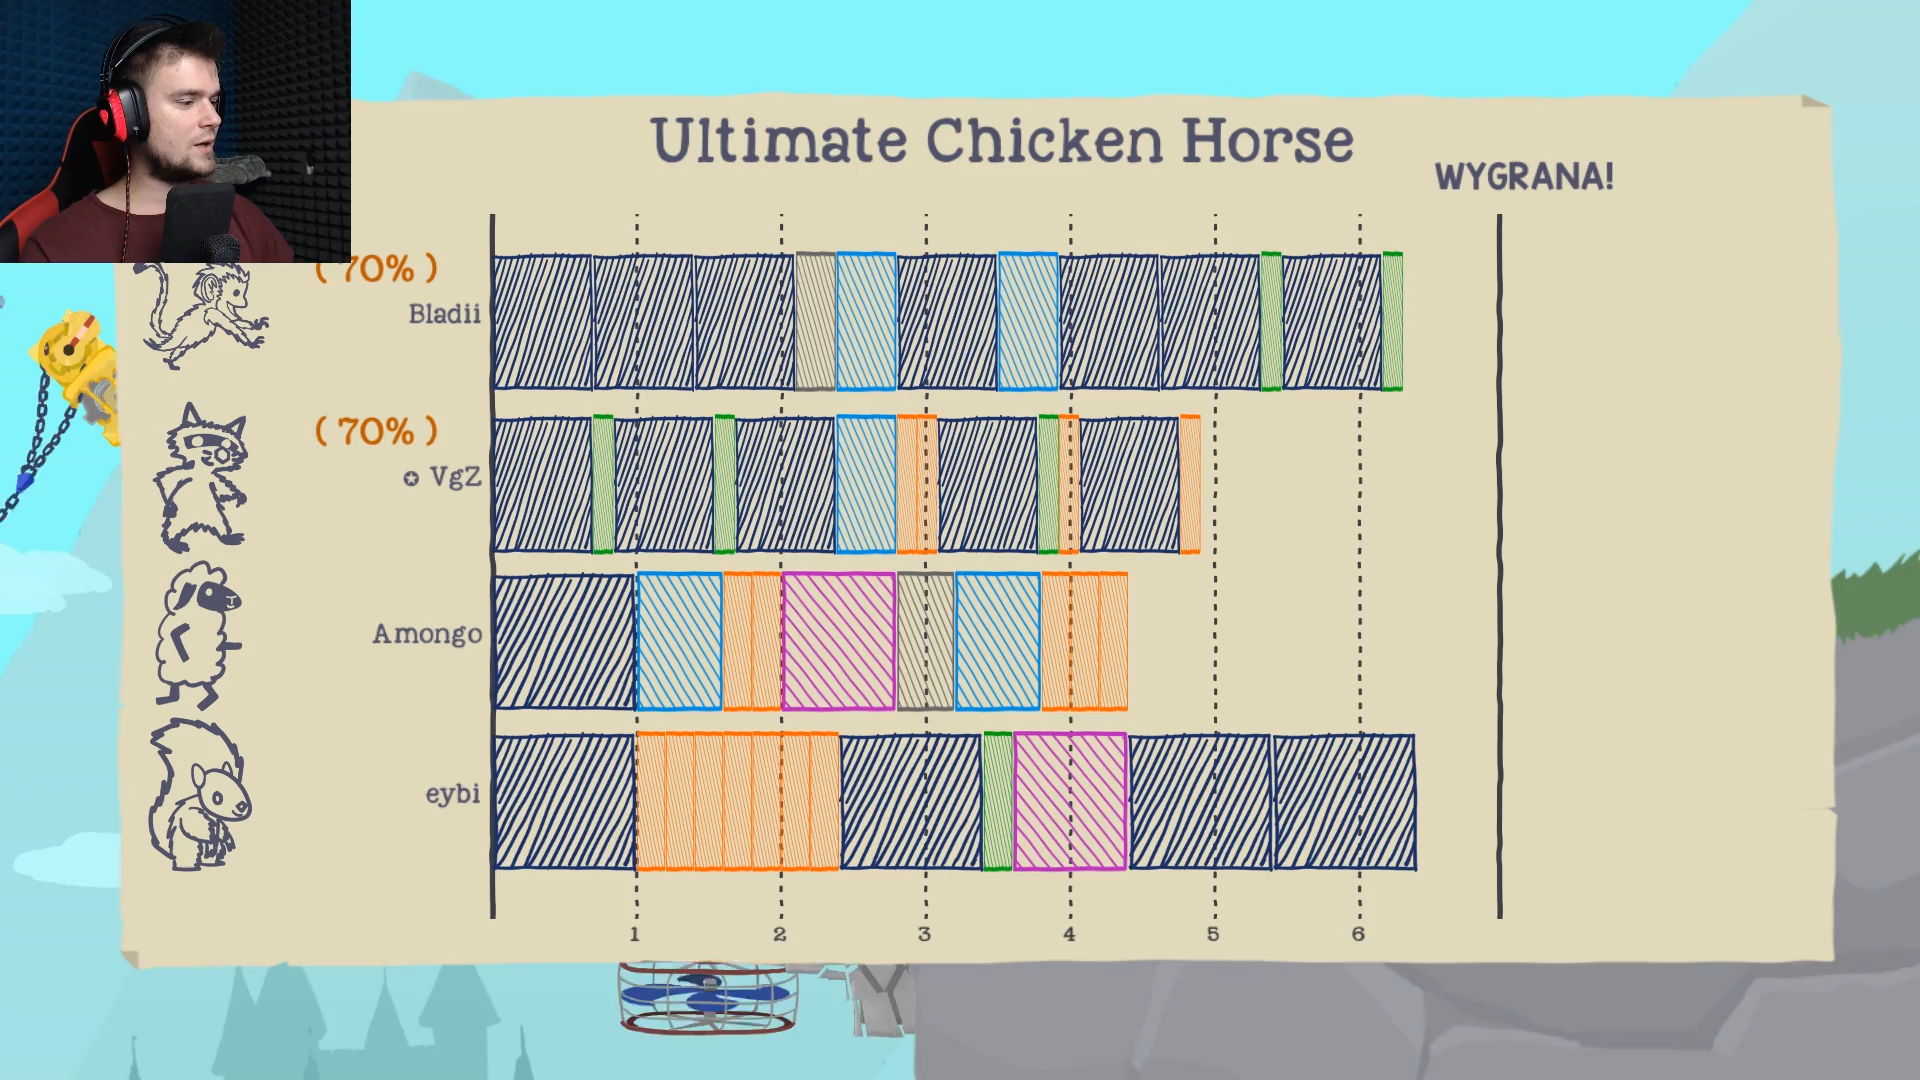 Ultimate Chicken Horse
WYGRANA!
( 70% )
Bladii
( 70% )
VgZ
Amongo
eybi
1 2 3 4 5 6